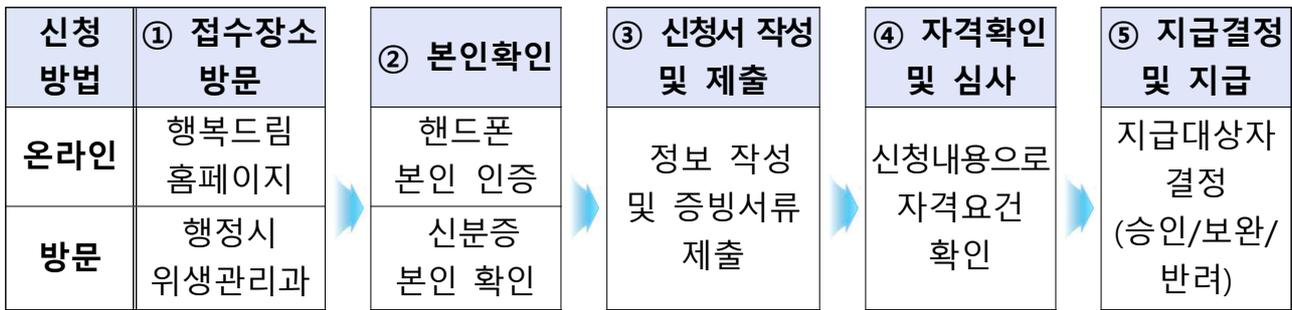 신청
방법
① 접수장소
방문
② 본인확인
③ 신청서 작성
및 제출
④ 자격확인
및 심사
⑤ 지급결정
및 지급
온라인
행복드림
홈페이지
핸드폰
본인 인증
방문
행정시
위생관리과
신분증
본인 확인
정보 작성
및 증빙서류
제출
신청내용으로
자격요건
확인
지급대상자
결정
(승인/보완/
반려)